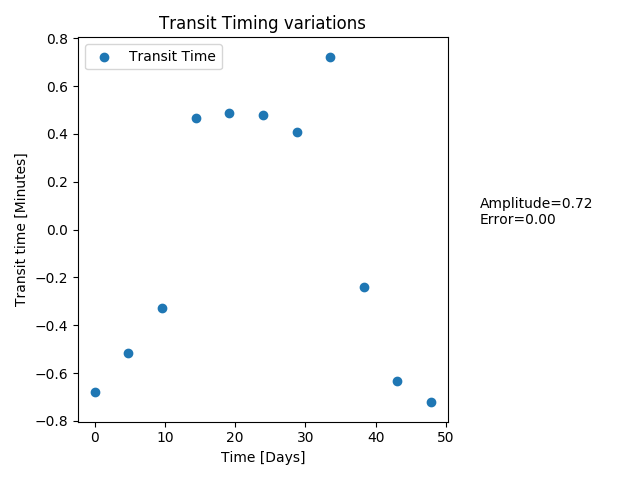 Transit Timing variations
Transit Time
0.8
0.6
0.4
0.2
0.0
−0.2
−0.4
−0.6
−0.8
Transit time [Minutes]
0
10
20
30
40
50
Time [Days]
Amplitude=0.72
Error=0.00